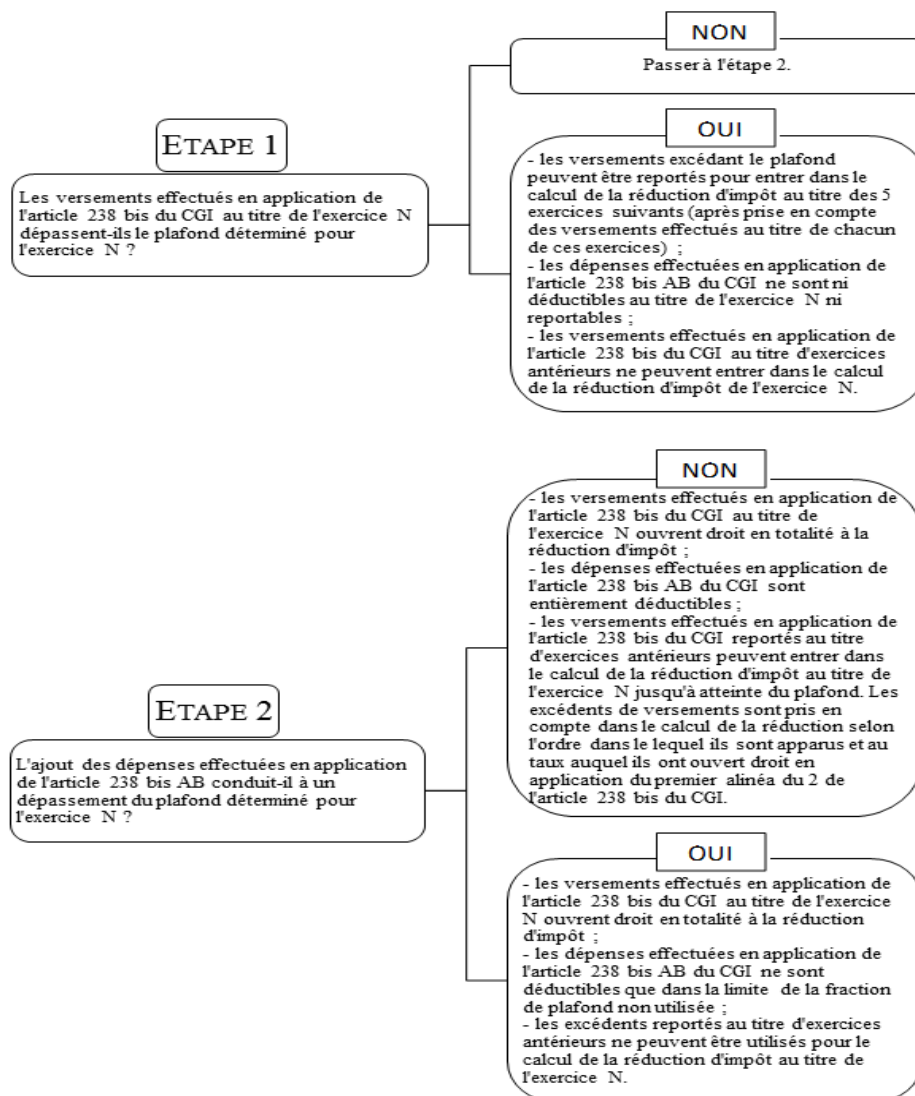 NON
Passer à l'étape 2.
ETAPE 1
Les versements effectués en application de
l'article 238 bis du CGI au titre de l'exercice N
dépassent-ils le plafond déterminé pour
l'exercice N ?
OUI
- les versements excédant le plafond
peuvent être reportés pour entrer dans le
calcul de la réduction d'impôt au titre des 5
exercices suivants (après prise en compte
des versements effectués au titre de chacun
de ces exercices) ;
- les dépenses effectuées en application de
l'article 238 bis AB du CGI ne sont ni
déductibles au titre de l'exercice N ni
reportables ;
- les versements effectués en application de
l'article 238 bis du CGI au titre d'exercices
antérieurs ne peuvent entrer dans le calcul
de la réduction d'impôt de l'exercice N.
NON
- les versements effectués en application de
l'article 238 bis du CGI au titre de
l'exercice N ouvrent droit en totalité à la
réduction d'impôt ;
- les dépenses effectuées en application de
l'article 238 bis AB du CGI sont
entièrement déductibles ;
- les versements effectués en application de
l'article 238 bis du CGI reportés au titre
d'exercices antérieurs peuvent entrer dans
le calcul de la réduction d'impôt au titre de
l'exercice N jusqu'à atteinte du plafond. Les
excédents de versements sont pris en
compte dans le calcul de la réduction selon
l'ordre dans le lequel ils sont apparus et au
taux auquel ils ont ouvert droit en
application du premier alinéa du 2 de
l'article 238 bis du CGI.
ETAPE 2
L'ajout des dépenses effectuées en application
de l'article 238 bis AB conduit-il à un
dépassement du plafond déterminé pour
l'exercice N ?
OUI
- les versements effectués en application de
l'article 238 bis du CGI au titre de l'exercice
N ouvrent droit en totalité à la réduction
d'impôt ;
- les dépenses effectuées en application de
l'article 238 bis AB du CGI ne sont
déductibles que dans la limite de la fraction
de plafond non utilisée ;
- les excédents reportés au titre d'exercices
antérieurs ne peuvent être utilisés pour le
calcul de la réduction d'impôt au titre de
l'exercice N.